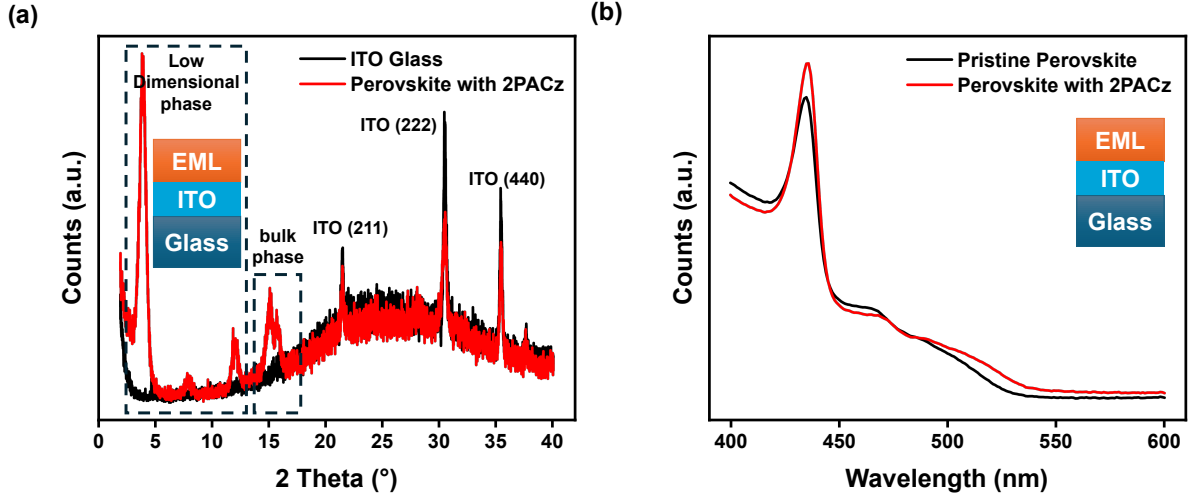 (a)
Low
Dimensional
phase
ITO Glass
Perovskite with 2PACz
EML
ITO
Glass
bulk
phase
ITO (211)
ITO (222)
ITO (440)
Counts (a.u.)
0 5 10 15 20 25 30 35 40
2 Theta (°)
(b)
Pristine Perovskite
Perovskite with 2PACz
EML
ITO
Glass
Counts (a.u.)
400 450 500 550 600
Wavelength (nm)